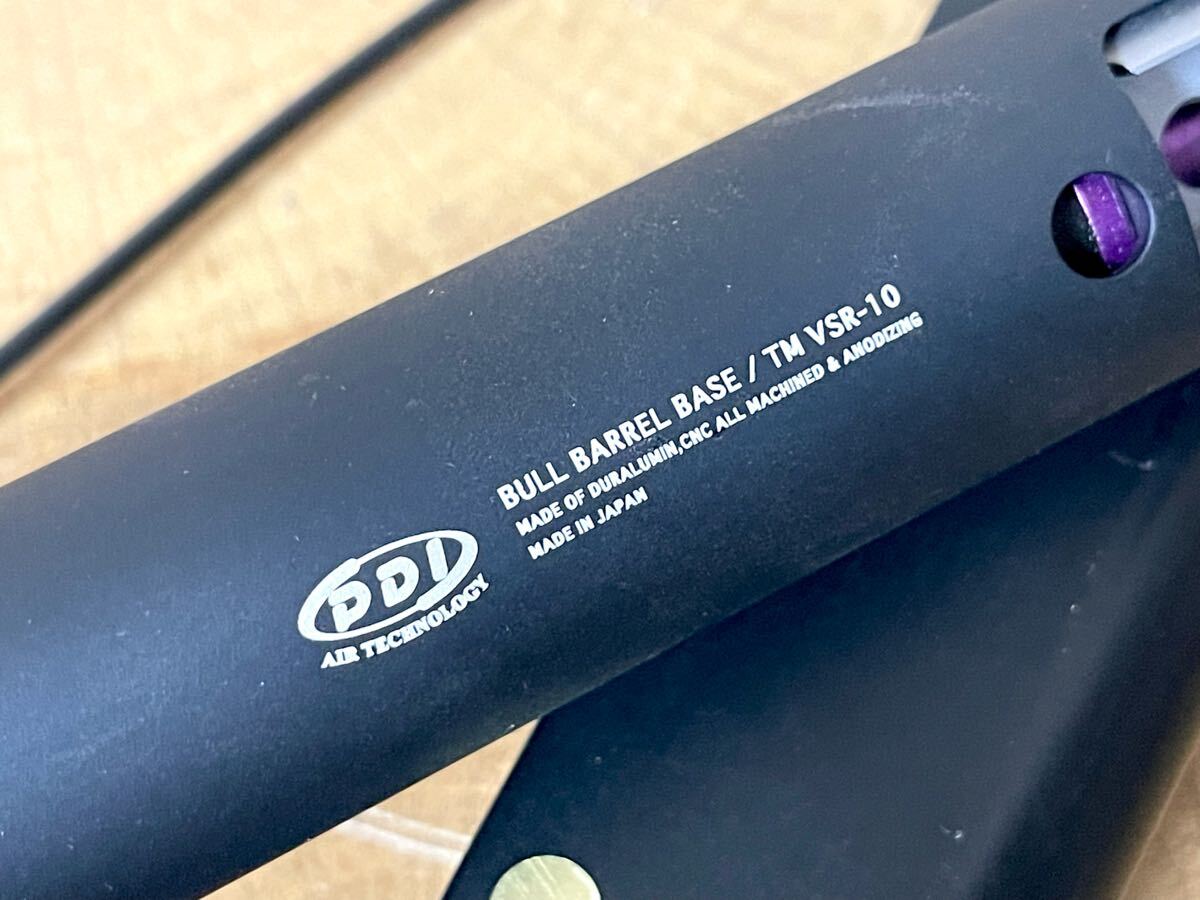 BULL BARREL BASE / TM VSR-10
MADE OF DURALUMIN,CNC ALL MACHINED & ANODIZING
MADE IN JAPAN
PDI
AIR TECHNOLOGY